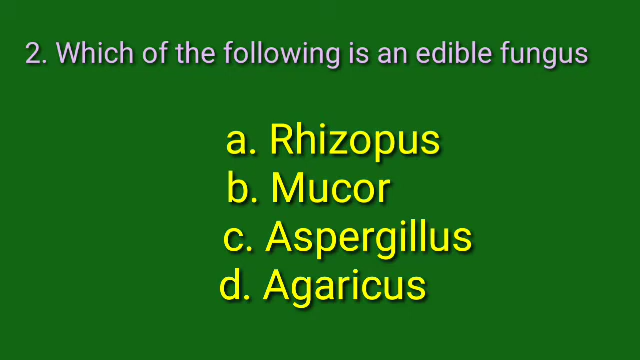 2. Which of the following is an edible fungus
a. Rhizopus
b. Mucor
c. Aspergillus
d. Agaricus